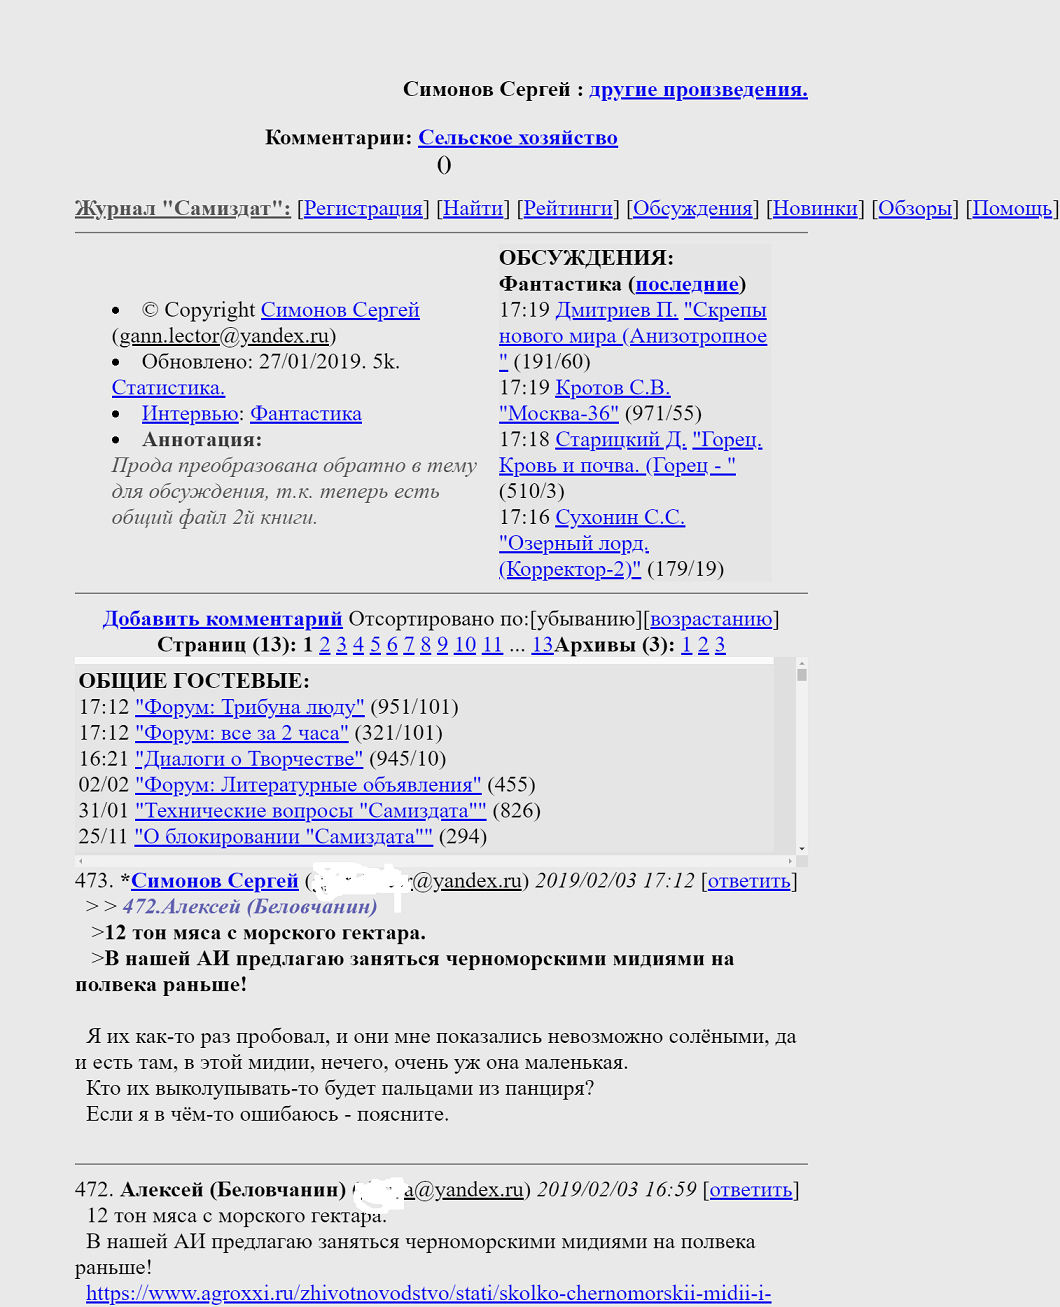 Симонов Сергей : другие произведения.
Комментарии: Сельское хозяйство
()
Журнал "Самиздат": [Регистрация] [Найти] [Рейтинги] [Обсуждения] [Новинки] [Обзоры] [Помощь]
© Copyright Симонов Сергей
(gann.lector@yandex.ru)
Обновлено: 27/01/2019. 5k.
Статистика.
Интервью: Фантастика
Аннотация:
Прода преобразована обратно в тему
для обсуждения, т.к. теперь есть
общий файл 2й книги.
ОБСУЖДЕНИЯ:
Фантастика (последние)
17:19 Дмитриев П. "Скрепы
нового мира (Анизотропное
" (191/60)
17:19 Кротов С.В.
"Москва-36" (971/55)
17:18 Старицкий Д. "Горец.
Кровь и почва. (Горец - "
(510/3)
17:16 Сухонин С.С.
"Озерный лорд.
(Корректор-2)" (179/19)
Добавить комментарий Отсортировано по:[убыванию][возрастанию]
Страниц (13): 1 2 3 4 5 6 7 8 9 10 11 ... 13Архивы (3): 1 2 3
ОБЩИЕ ГОСТЕВЫЕ:
17:12 "Форум: Трибуна люду" (951/101)
17:12 "Форум: все за 2 часа" (321/101)
16:21 "Диалоги о Творчестве" (945/10)
02/02 "Форум: Литературные объявления" (455)
31/01 "Технические вопросы "Самиздата"" (826)
25/11 "О блокировании "Самиздата"" (294)
473. *Симонов Сергей (@yandex.ru) 2019/02/03 17:12 [ответить]
> > 472.Алексей (Беловчанин)
>12 тон мяса с морского гектара.
>В нашей АИ предлагаю заняться черноморскими мидиями на
полвека раньше!
Я их как-то раз пробовал, и они мне показались невозможно солёными, да
и есть там, в этой мидии, нечего, очень уж она маленькая.
Кто их выколупывать-то будет пальцами из панциря?
Если я в чём-то ошибаюсь - поясните.
472. Алексей (Беловчанин) (a@yandex.ru) 2019/02/03 16:59 [ответить]
12 тон мяса с морского гектара.
В нашей АИ предлагаю заняться черноморскими мидиями на полвека
раньше!
https://www.agroxxi.ru/zhivotnovodstvo/stati/skolko-chernomorskii-midii-i-